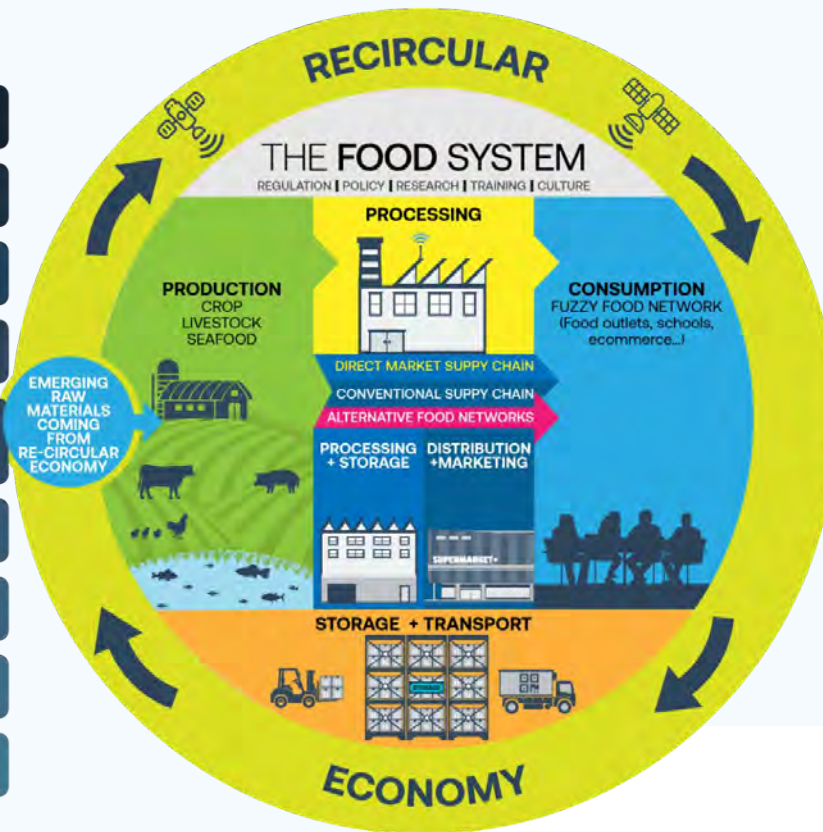 RECIRCULAR
THE FOOD SYSTEM
REGULATION | POLICY | RESEARCH | TRAINING | CULTURE
PROCESSING
PRODUCTION
CROP
LIVESTOCK
SEAFOOD
CONSUMPTION
FUZZY FOOD NETWORK
(Food outlets, schools,
ecommerce...)
DIRECT MARKET SUPPY CHAIN
CONVENTIONAL SUPPY CHAIN
ALTERNATIVE FOOD NETWORKS
EMERGING
RAW
MATERIALS
COMING
FROM
RE-CIRCULAR
ECONOMY
PROCESSING
+ STORAGE
DISTRIBUTION
+MARKETING
SUPERMARKET+
STORAGE + TRANSPORT
STORAGE
ECONOMY